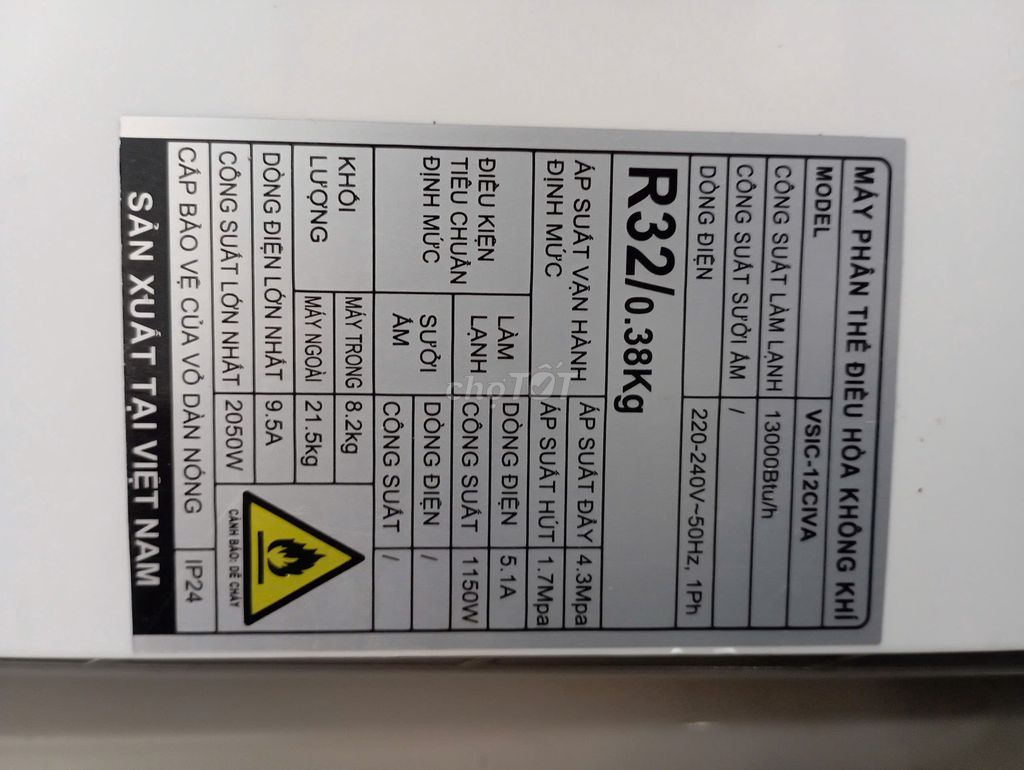 MÁY PHÂN THỂ ĐIỀU HÒA KHÔNG KHÍ
MODEL VSIC-12CIVA
CÔNG SUẤT LÀM LẠNH 13000Btu/h
CÔNG SUẤT SƯỞI ẤM /
DÒNG ĐIỆN 220-240V~50Hz, 1Ph
R32/0.38Kg
ÁP SUẤT VẬN HÀNH ĐỊNH MỨC
ÁP SUẤT ĐẨY 4.3Mpa
ÁP SUẤT HÚT 1.7Mpa
ĐIỀU KIỆN TIÊU CHUẨN ĐỊNH MỨC
LÀM LẠNH
DÒNG ĐIỆN 5.1A
CÔNG SUẤT 1150W
SƯỞI ẤM
DÒNG ĐIỆN /
CÔNG SUẤT /
KHỐI LƯỢNG
MÁY TRONG 8.2kg
MÁY NGOÀI 21.5kg
DÒNG ĐIỆN LỚN NHẤT 9.5A
CÔNG SUẤT LỚN NHẤT 2050W
CẢNH BÁO: DỄ CHÁY
CẤP BẢO VỆ CỦA VỎ DÀN NÓNG IP24
SẢN XUẤT TẠI VIỆT NAM
chợTỐT